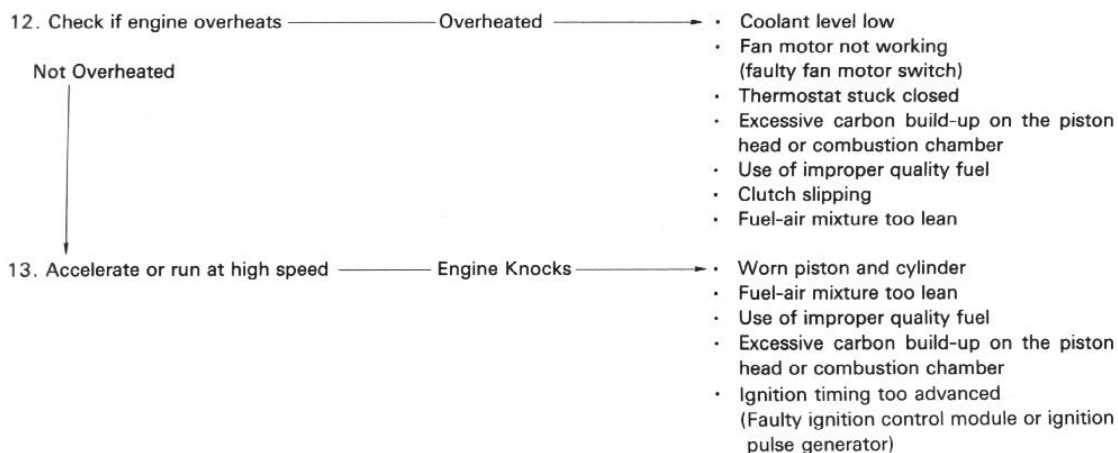 12. Check if engine overheats Overheated · Coolant level low
· Fan motor not working
Not Overheated (faulty fan motor switch)
· Thermostat stuck closed
· Excessive carbon build-up on the piston
head or combustion chamber
· Use of improper quality fuel
· Clutch slipping
· Fuel-air mixture too lean
13. Accelerate or run at high speed Engine Knocks · Worn piston and cylinder
· Fuel-air mixture too lean
· Use of improper quality fuel
· Excessive carbon build-up on the piston
head or combustion chamber
· Ignition timing too advanced
(Faulty ignition control module or ignition
pulse generator)